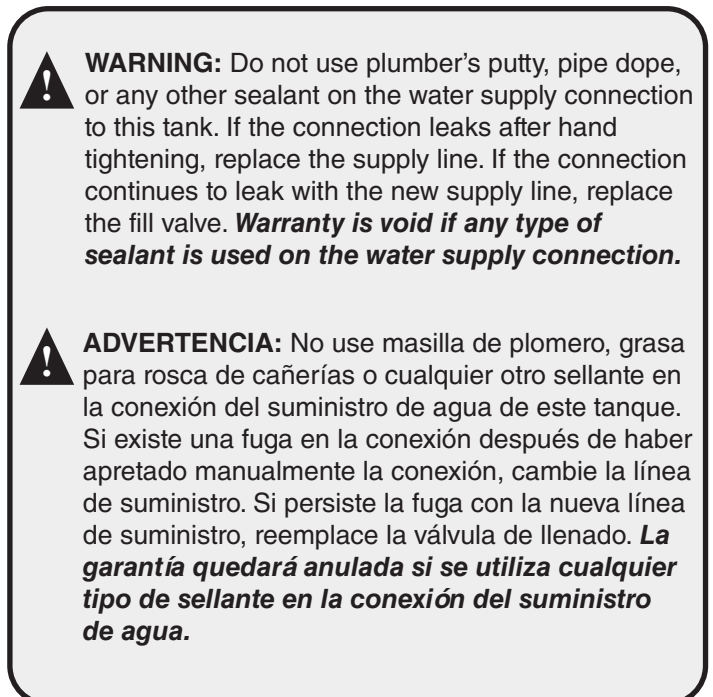 ! WARNING: Do not use plumber’s putty, pipe dope,
or any other sealant on the water supply connection
to this tank. If the connection leaks after hand
tightening, replace the supply line. If the connection
continues to leak with the new supply line, replace
the fill valve. Warranty is void if any type of
sealant is used on the water supply connection.
! ADVERTENCIA: No use masilla de plomero, grasa
para rosca de cañerías o cualquier otro sellante en
la conexión del suministro de agua de este tanque.
Si existe una fuga en la conexión después de haber
apretado manualmente la conexión, cambie la línea
de suministro. Si persiste la fuga con la nueva línea
de suministro, reemplace la válvula de llenado. La
garantía quedará anulada si se utiliza cualquier
tipo de sellante en la conexión del suministro
de agua.